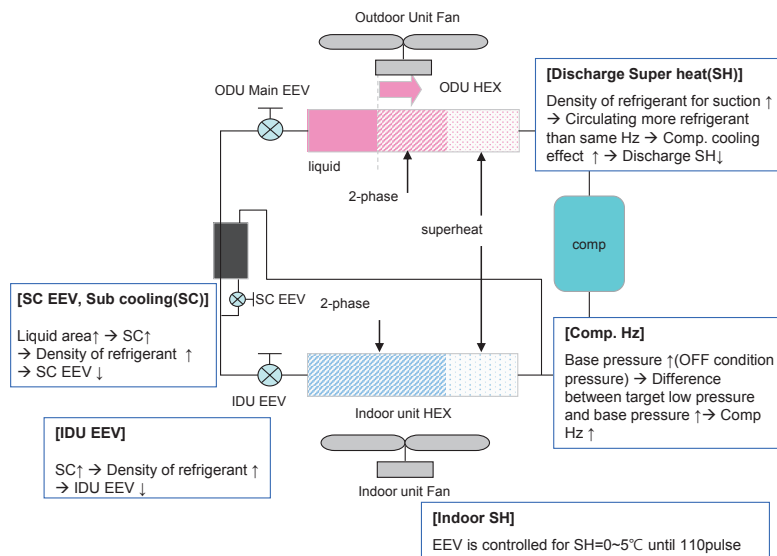 Outdoor Unit Fan
ODU Main EEV
ODU HEX
[Discharge Super heat(SH)]
Density of refrigerant for suction ↑
→ Circulating more refrigerant
than same Hz → Comp. cooling
effect ↑ → Discharge SH↓
liquid
2-phase
superheat
comp
[SC EEV, Sub cooling(SC)]
Liquid area↑ → SC↑
→ Density of refrigerant ↑
→ SC EEV ↓
SC EEV
2-phase
[Comp. Hz]
Base pressure ↑(OFF condition
pressure) → Difference
between target low pressure
and base pressure ↑→ Comp
Hz ↑
IDU EEV
Indoor unit HEX
[IDU EEV]
SC↑ → Density of refrigerant ↑
→ IDU EEV ↓
Indoor unit Fan
[Indoor SH]
EEV is controlled for SH=0~5℃ until 110pulse